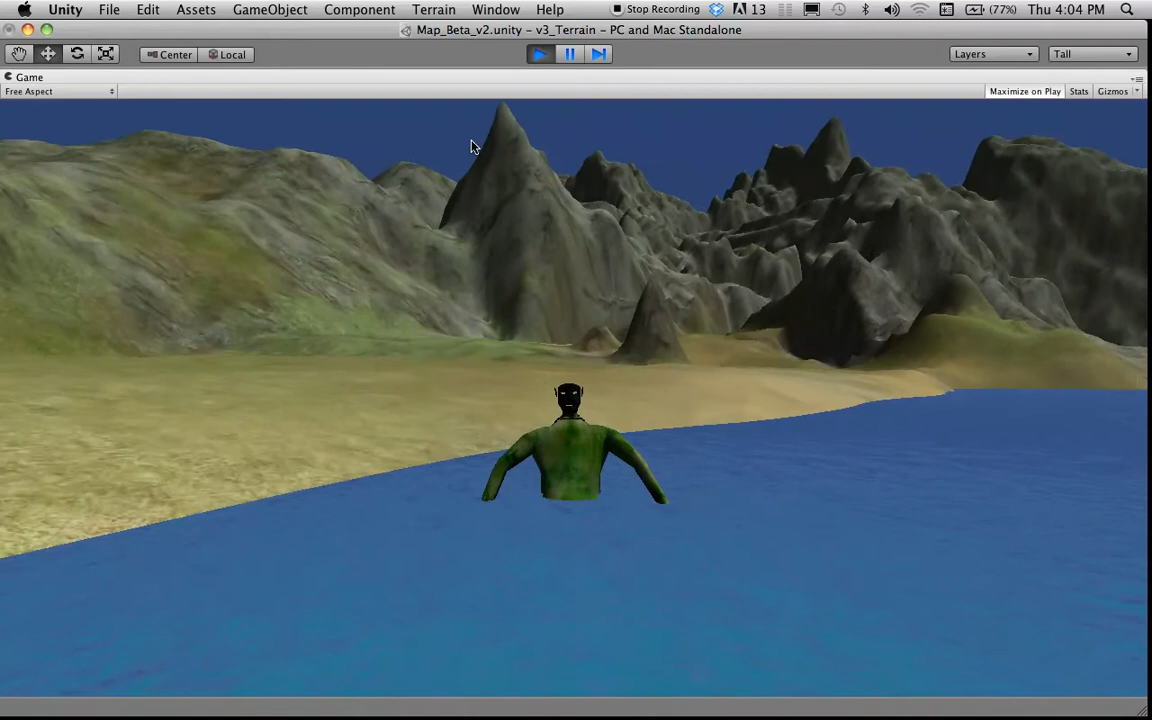 Unity File Edit Assets GameObject Component Terrain Window Help Stop Recording 13 (77%) Thu 4:04 PM
Map_Beta_v2.unity - v3_Terrain - PC and Mac Standalone
Center Local Layers Tall
Game
Free Aspect Maximize on Play Stats Gizmos